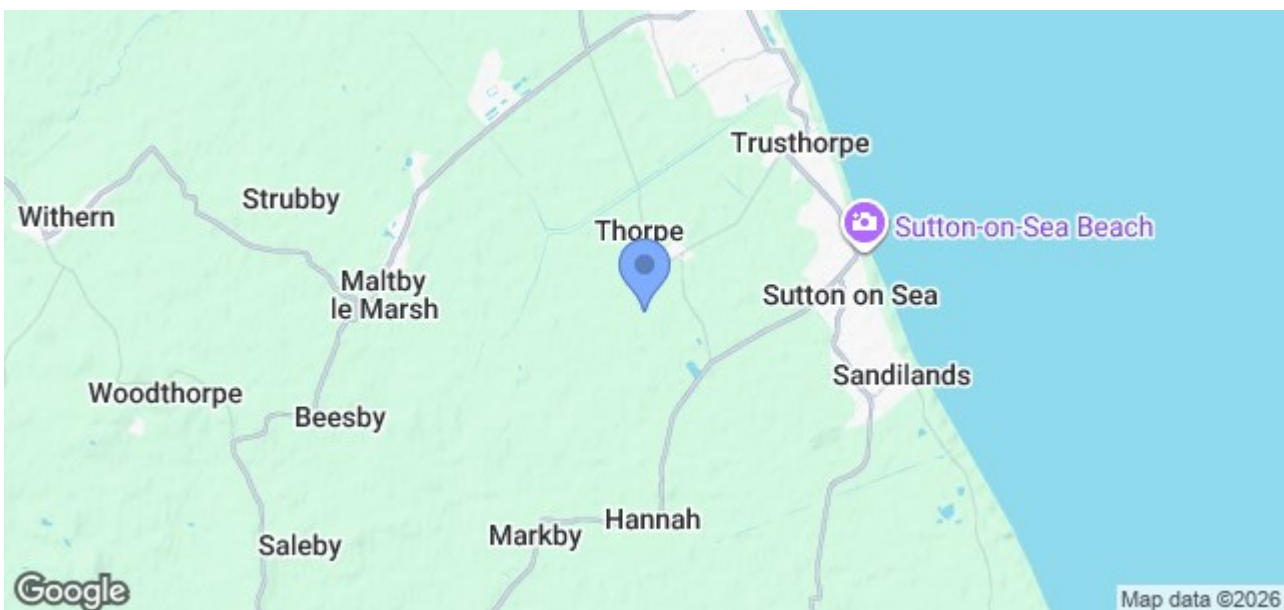 Trusthorpe
Strubby
Withern
Thorpe
Sutton-on-Sea Beach
Maltby
le Marsh
Sutton on Sea
Sandilands
Woodthorpe
Beesby
Hannah
Markby
Saleby
Google
Map data ©2026